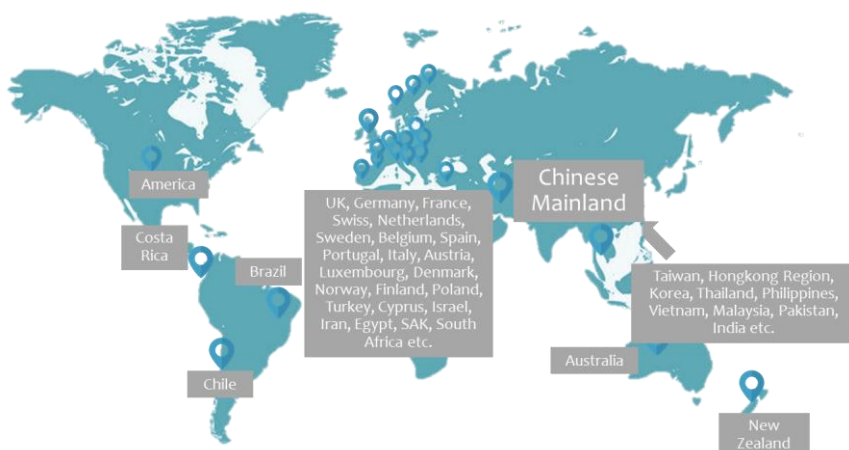 America
Costa
Rica
Brazil
Chile
UK, Germany, France,
Swiss, Netherlands,
Sweden, Belgium, Spain,
Portugal, Italy, Austria,
Luxembourg, Denmark,
Norway, Finland, Poland,
Turkey, Cyprus, Israel,
Iran, Egypt, SAK, South
Africa etc.
Chinese
Mainland
Taiwan, Hongkong Region,
Korea, Thailand, Philippines,
Vietnam, Malaysia, Pakistan,
India etc.
Australia
New
Zealand